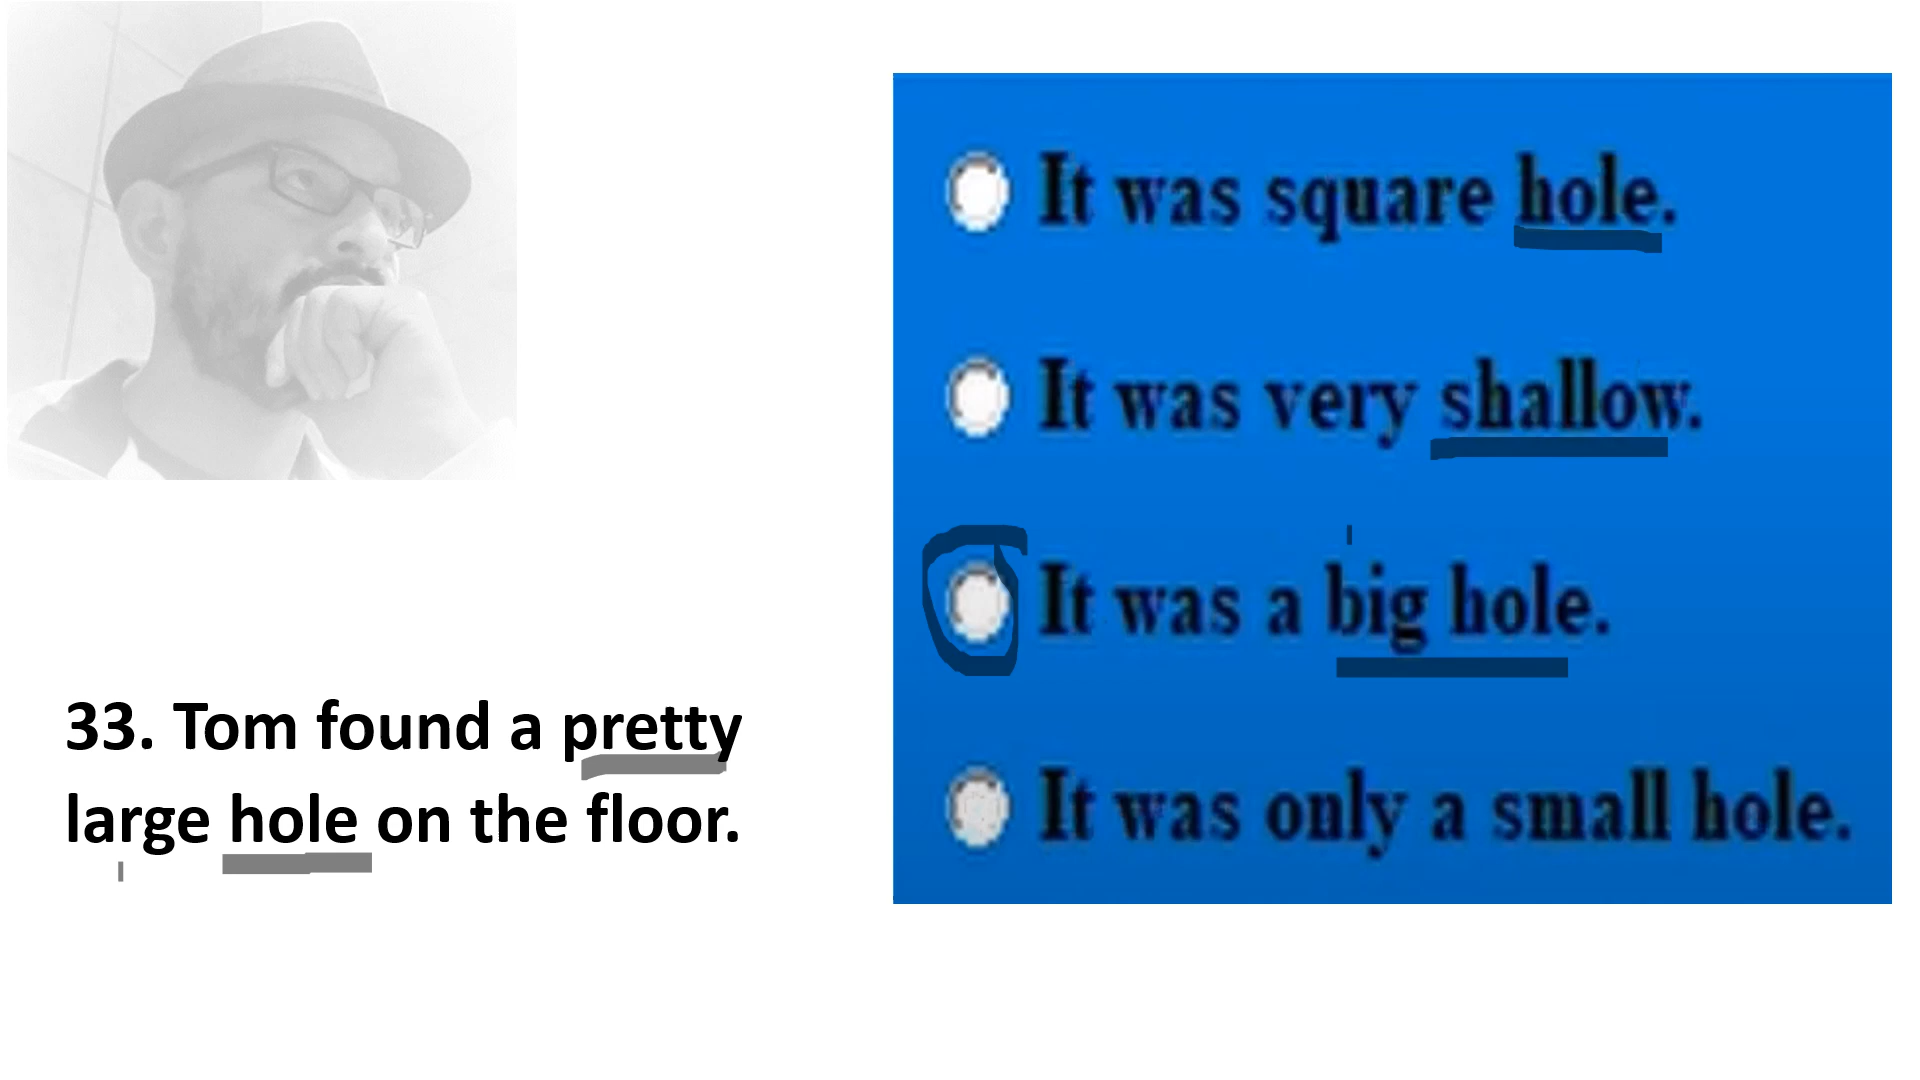 33. Tom found a pretty
large hole on the floor.
It was square hole.
It was very shallow.
It was a big hole.
It was only a small hole.